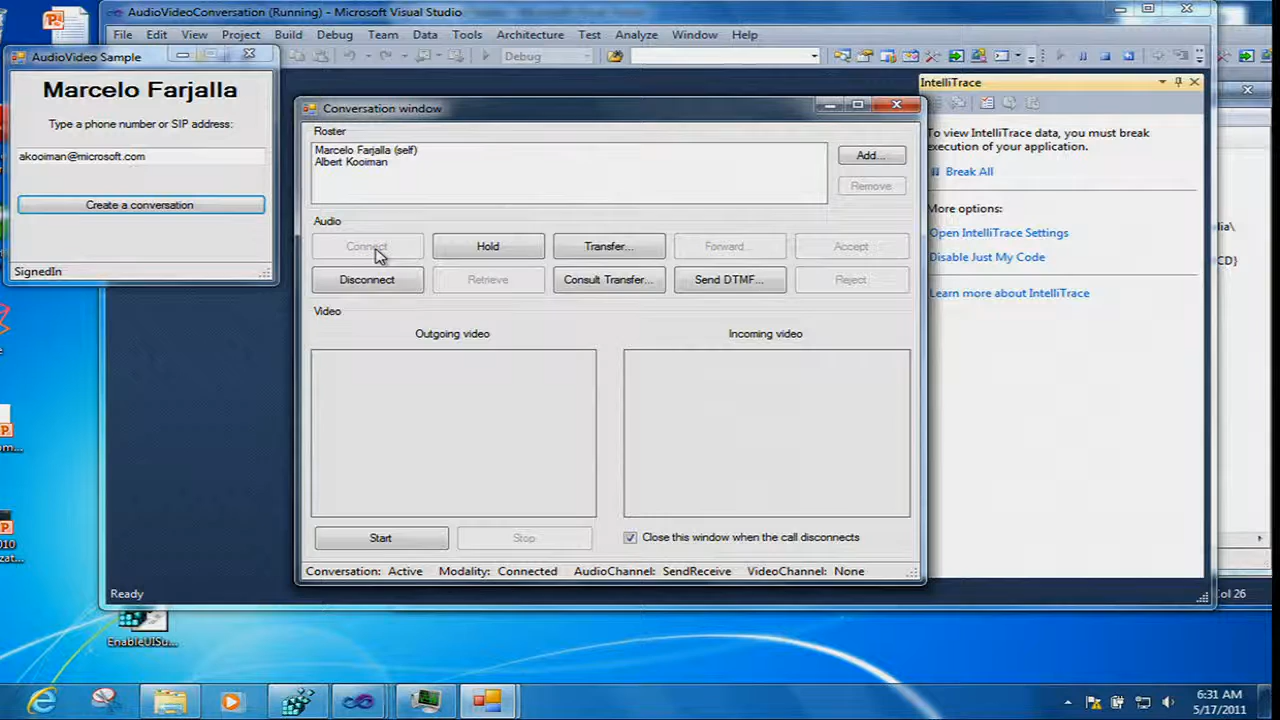 AudioVideoConversation (Running) - Microsoft Visual Studio
File Edit View Project Build Debug Team Data Tools Architecture Test Analyze Window Help
Debug
AudioVideo Sample
Marcelo Farjalla
Type a phone number or SIP address:
akooiman@microsoft.com
Create a conversation
SignedIn
Conversation window
Roster
Marcelo Farjalla (self)
Albert Kooiman
Add...
Remove
Audio
Connect Hold Transfer... Forward... Accept
Disconnect Retrieve Consult Transfer... Send DTMF... Reject
Video
Outgoing video Incoming video
Start Stop Close this window when the call disconnects
Conversation: Active Modality: Connected AudioChannel: SendReceive VideoChannel: None
IntelliTrace
To view IntelliTrace data, you must break
execution of your application.
Break All
More options:
Open IntelliTrace Settings
Disable Just My Code
Learn more about IntelliTrace
Ready
Col 26
EnableUISu...
6:31 AM
5/17/2011